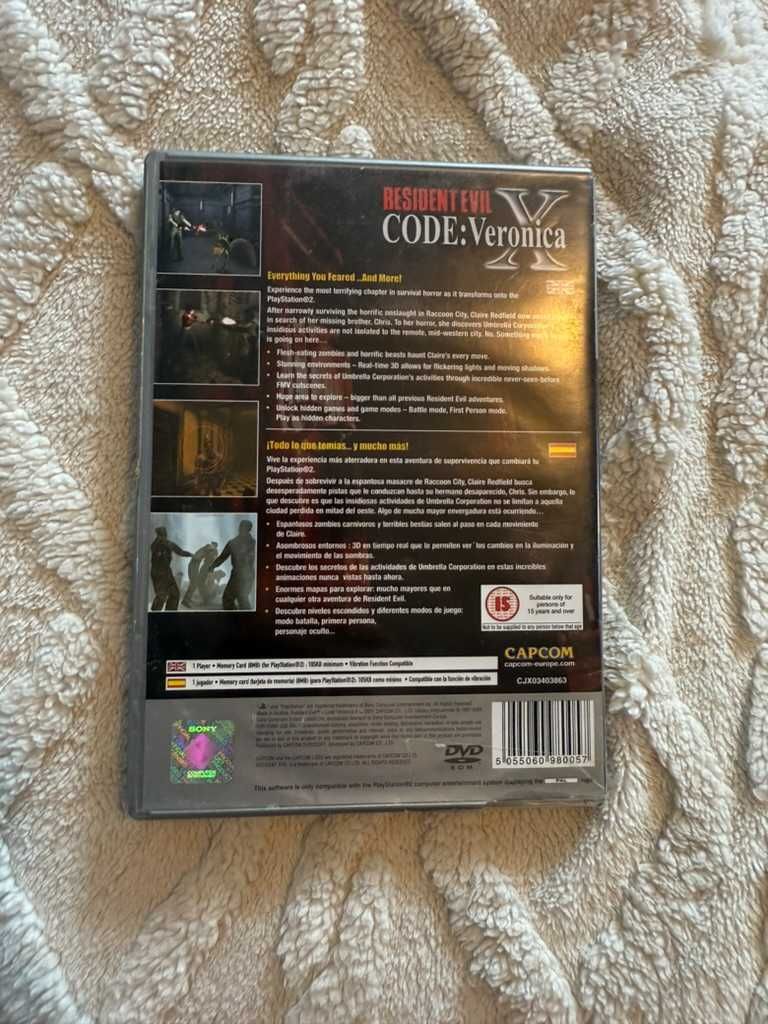 RESIDENT EVIL
CODE:Veronica X
Everything You Feared ..And More!
Experience the most terrifying chapter in survival horror as it transforms onto the
PlayStation®2.
After narrowly surviving the horrific onslaught in Raccoon City, Claire Redfield now
in search of her missing brother, Chris. To her horror, she discovers Umbrella
insidious activities are not isolated to the remote, mid-western city. No. Something
is going on here...
• Flesh-eating zombies and horrific beasts haunt Claire's every move.
• Stunning environments – Real-time 3D allows for flickering lights and moving shadows.
• Learn the secrets of Umbrella Corporation's activities through incredible never-seen-before
FMV cutscenes.
• Huge area to explore – bigger than all previous Resident Evil adventures.
• Unlock hidden games and game modes – Battle mode, First Person mode.
Play as hidden characters.
¡Todo lo que temías... y mucho más!
Vive la experiencia más aterradora en esta aventura de supervivencia que cambiará tu
PlayStation®2.
Después de sobrevivir a la espantosa masacre de Raccoon City, Claire Redfield busca
desesperadamente pistas que le conduzcan hasta su hermano desaparecido, Chris. Sin embargo, lo
que descubre es que las insidiosas actividades de Umbrella Corporation no se limitan a aquella
ciudad perdida en mitad del oeste. Algo de mucha mayor envergadura está ocurriendo...
• Espantosos zombies carnívoros y terribles bestias salen al paso en cada movimiento
de Claire.
• Asombrosos entornos : 3D en tiempo real que te permiten ver los cambios en la iluminación y
el movimiento de las sombras.
• Descubre los secretos de las actividades de Umbrella Corporation en estas increíbles
animaciones nunca vistas hasta ahora.
• Enormes mapas para explorar: mucho mayores que en
cualquier otra aventura de Resident Evil.
• Descubre niveles escondidos y diferentes modos de juego:
modo batalla, primera persona,
personaje oculto...
15
Suitable only for
persons of
15 years and over
Not to be supplied to any person below that age
1 Player • Memory Card (8MB) (for PlayStation®2) : 105KB minimum • Vibration Function Compatible
1 jugador • Memory card (tarjeta de memoria) (8MB) (para PlayStation®2): 105KB como mínimo • Compatible con la función de vibración
CAPCOM
capcom-europe.com
CJX03403863
SONY
COMPUTER
DVD
ROM
5 055060 980057
This software is only compatible with the PlayStation®2 computer entertainment system displaying the PAL